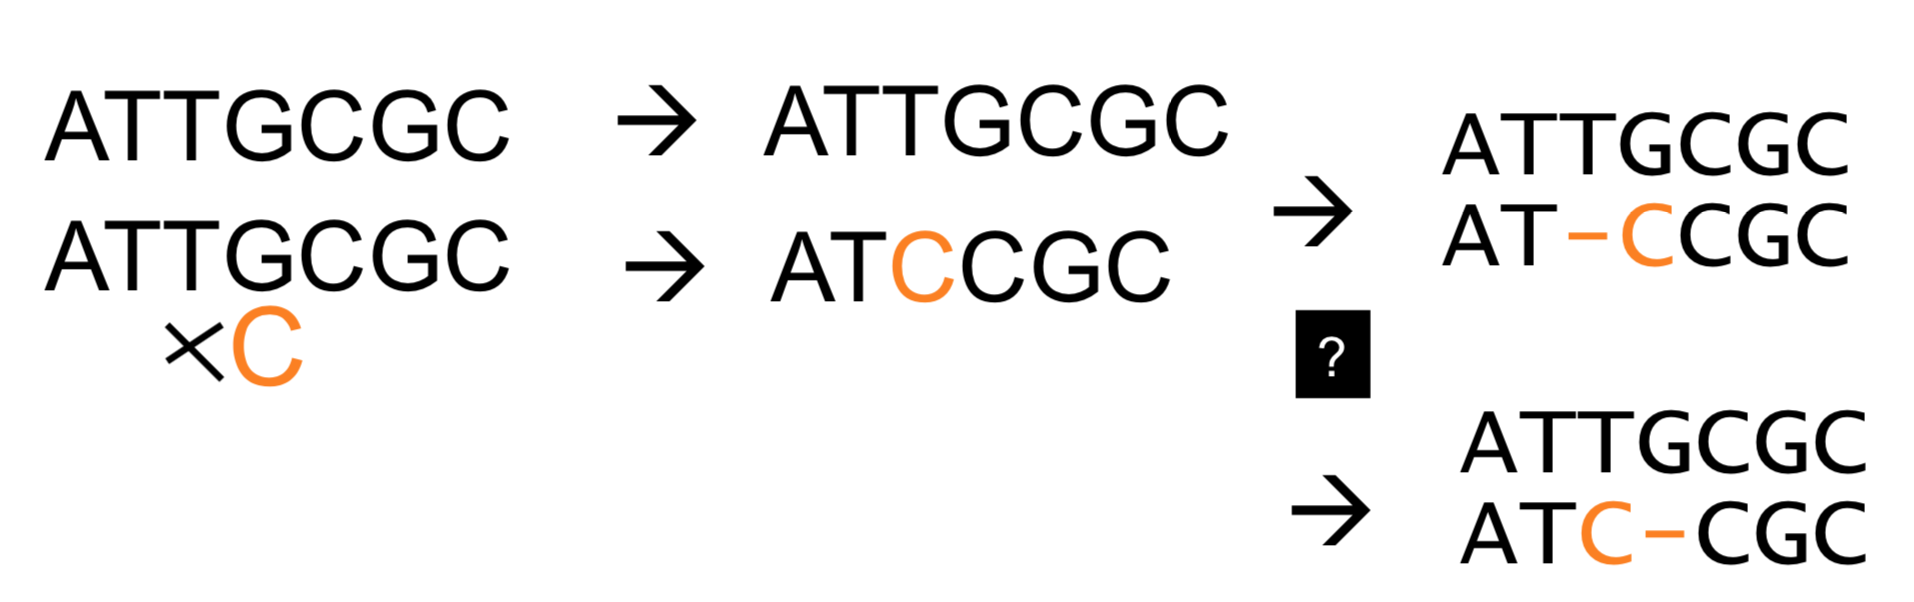 ATTGCGC → ATTGCGC
ATTGCGC → ATCCGC
×C
→ ATTGCGC
AT-CCGC
?
→ ATTGCGC
ATC-CGC